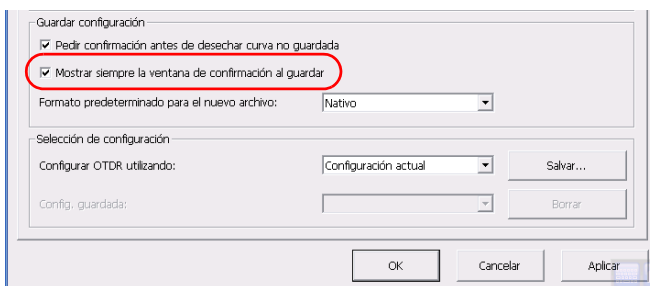 Guardar configuración
Pedir confirmación antes de desechar curva no guardada
Mostrar siempre la ventana de confirmación al guardar
Formato predeterminado para el nuevo archivo: Nativo
Selección de configuración
Configurar OTDR utilizando: Configuración actual Salvar...
Config. guardada: Borrar
OK Cancelar Aplicar